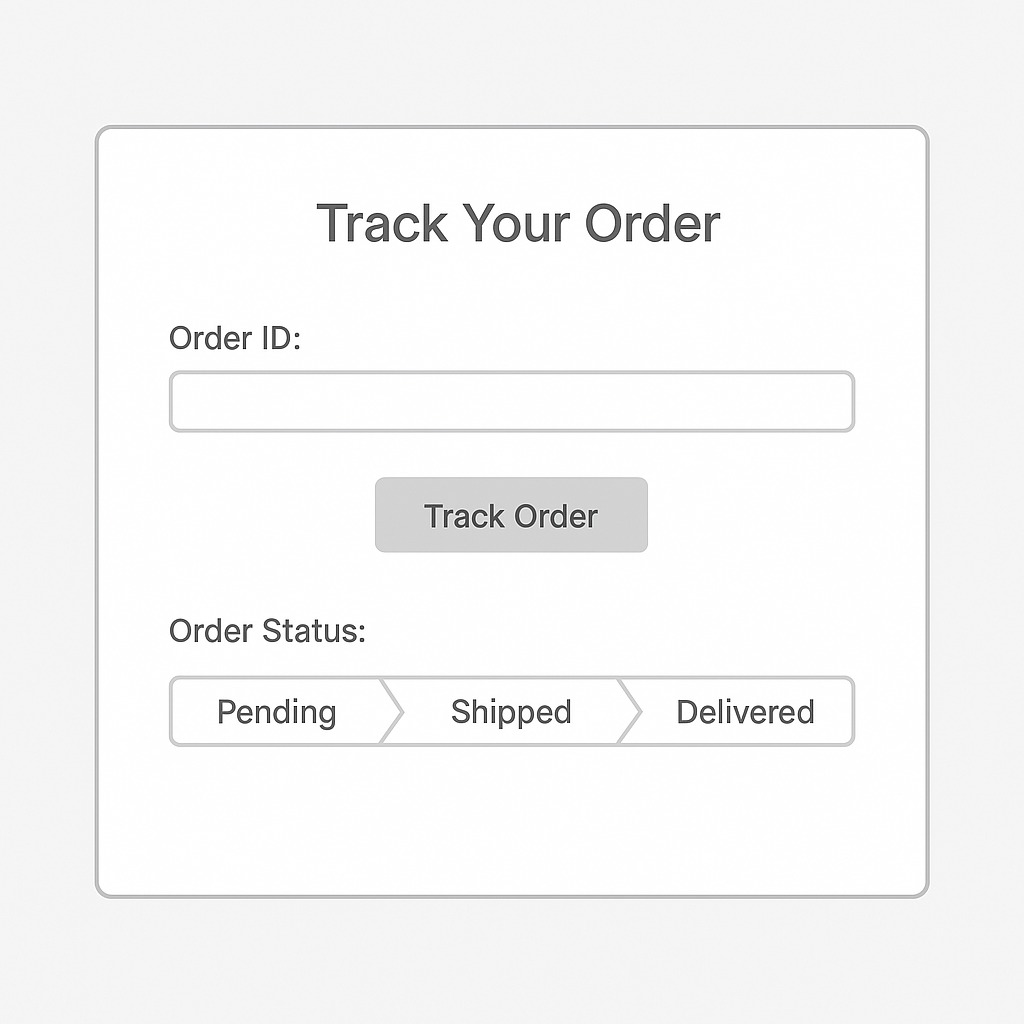 Track Your Order
Order ID:
Track Order
Order Status:
Pending Shipped Delivered